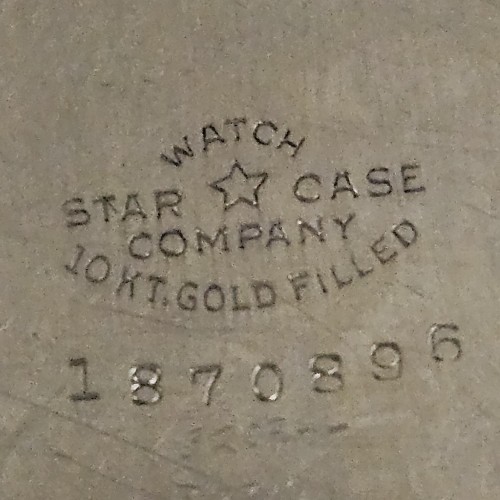 WATCH
STAR ☆ CASE
COMPANY
10 KT. GOLD FILLED
1870896